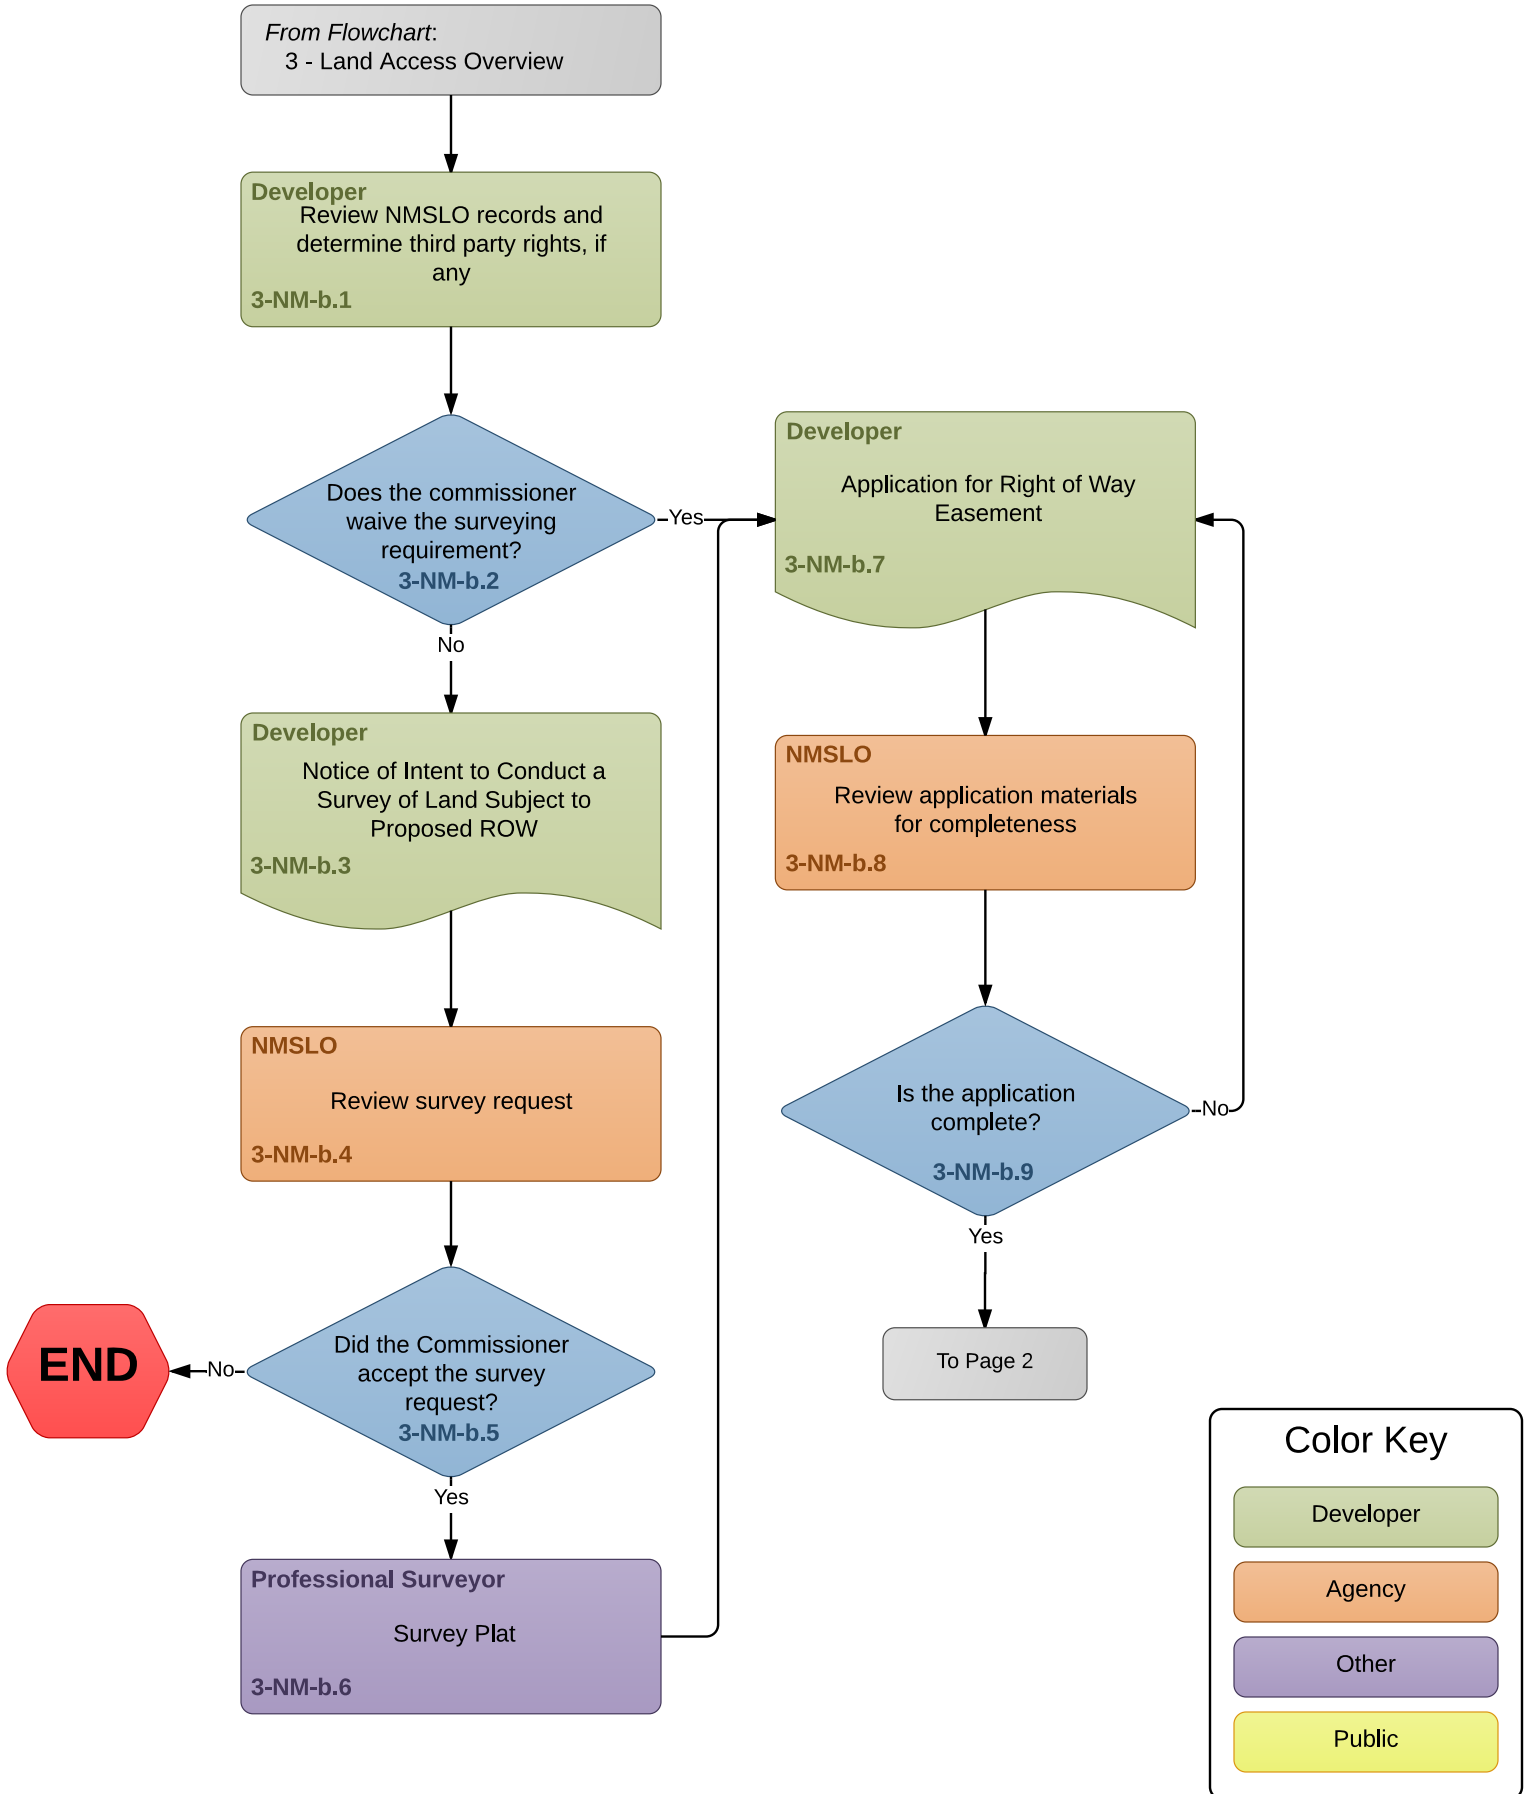 From Flowchart:
3 - Land Access Overview
Developer
Review NMSLO records and
determine third party rights, if
any
3-NM-b.1
Does the commissioner
waive the surveying
requirement?
3-NM-b.2
Yes
No
Developer
Notice of Intent to Conduct a
Survey of Land Subject to
Proposed ROW
3-NM-b.3
NMSLO
Review survey request
3-NM-b.4
Did the Commissioner
accept the survey
request?
3-NM-b.5
No
END
Yes
Professional Surveyor
Survey Plat
3-NM-b.6
Developer
Application for Right of Way
Easement
3-NM-b.7
NMSLO
Review application materials
for completeness
3-NM-b.8
Is the application
complete?
3-NM-b.9
No
Yes
To Page 2
Color Key
Developer
Agency
Other
Public